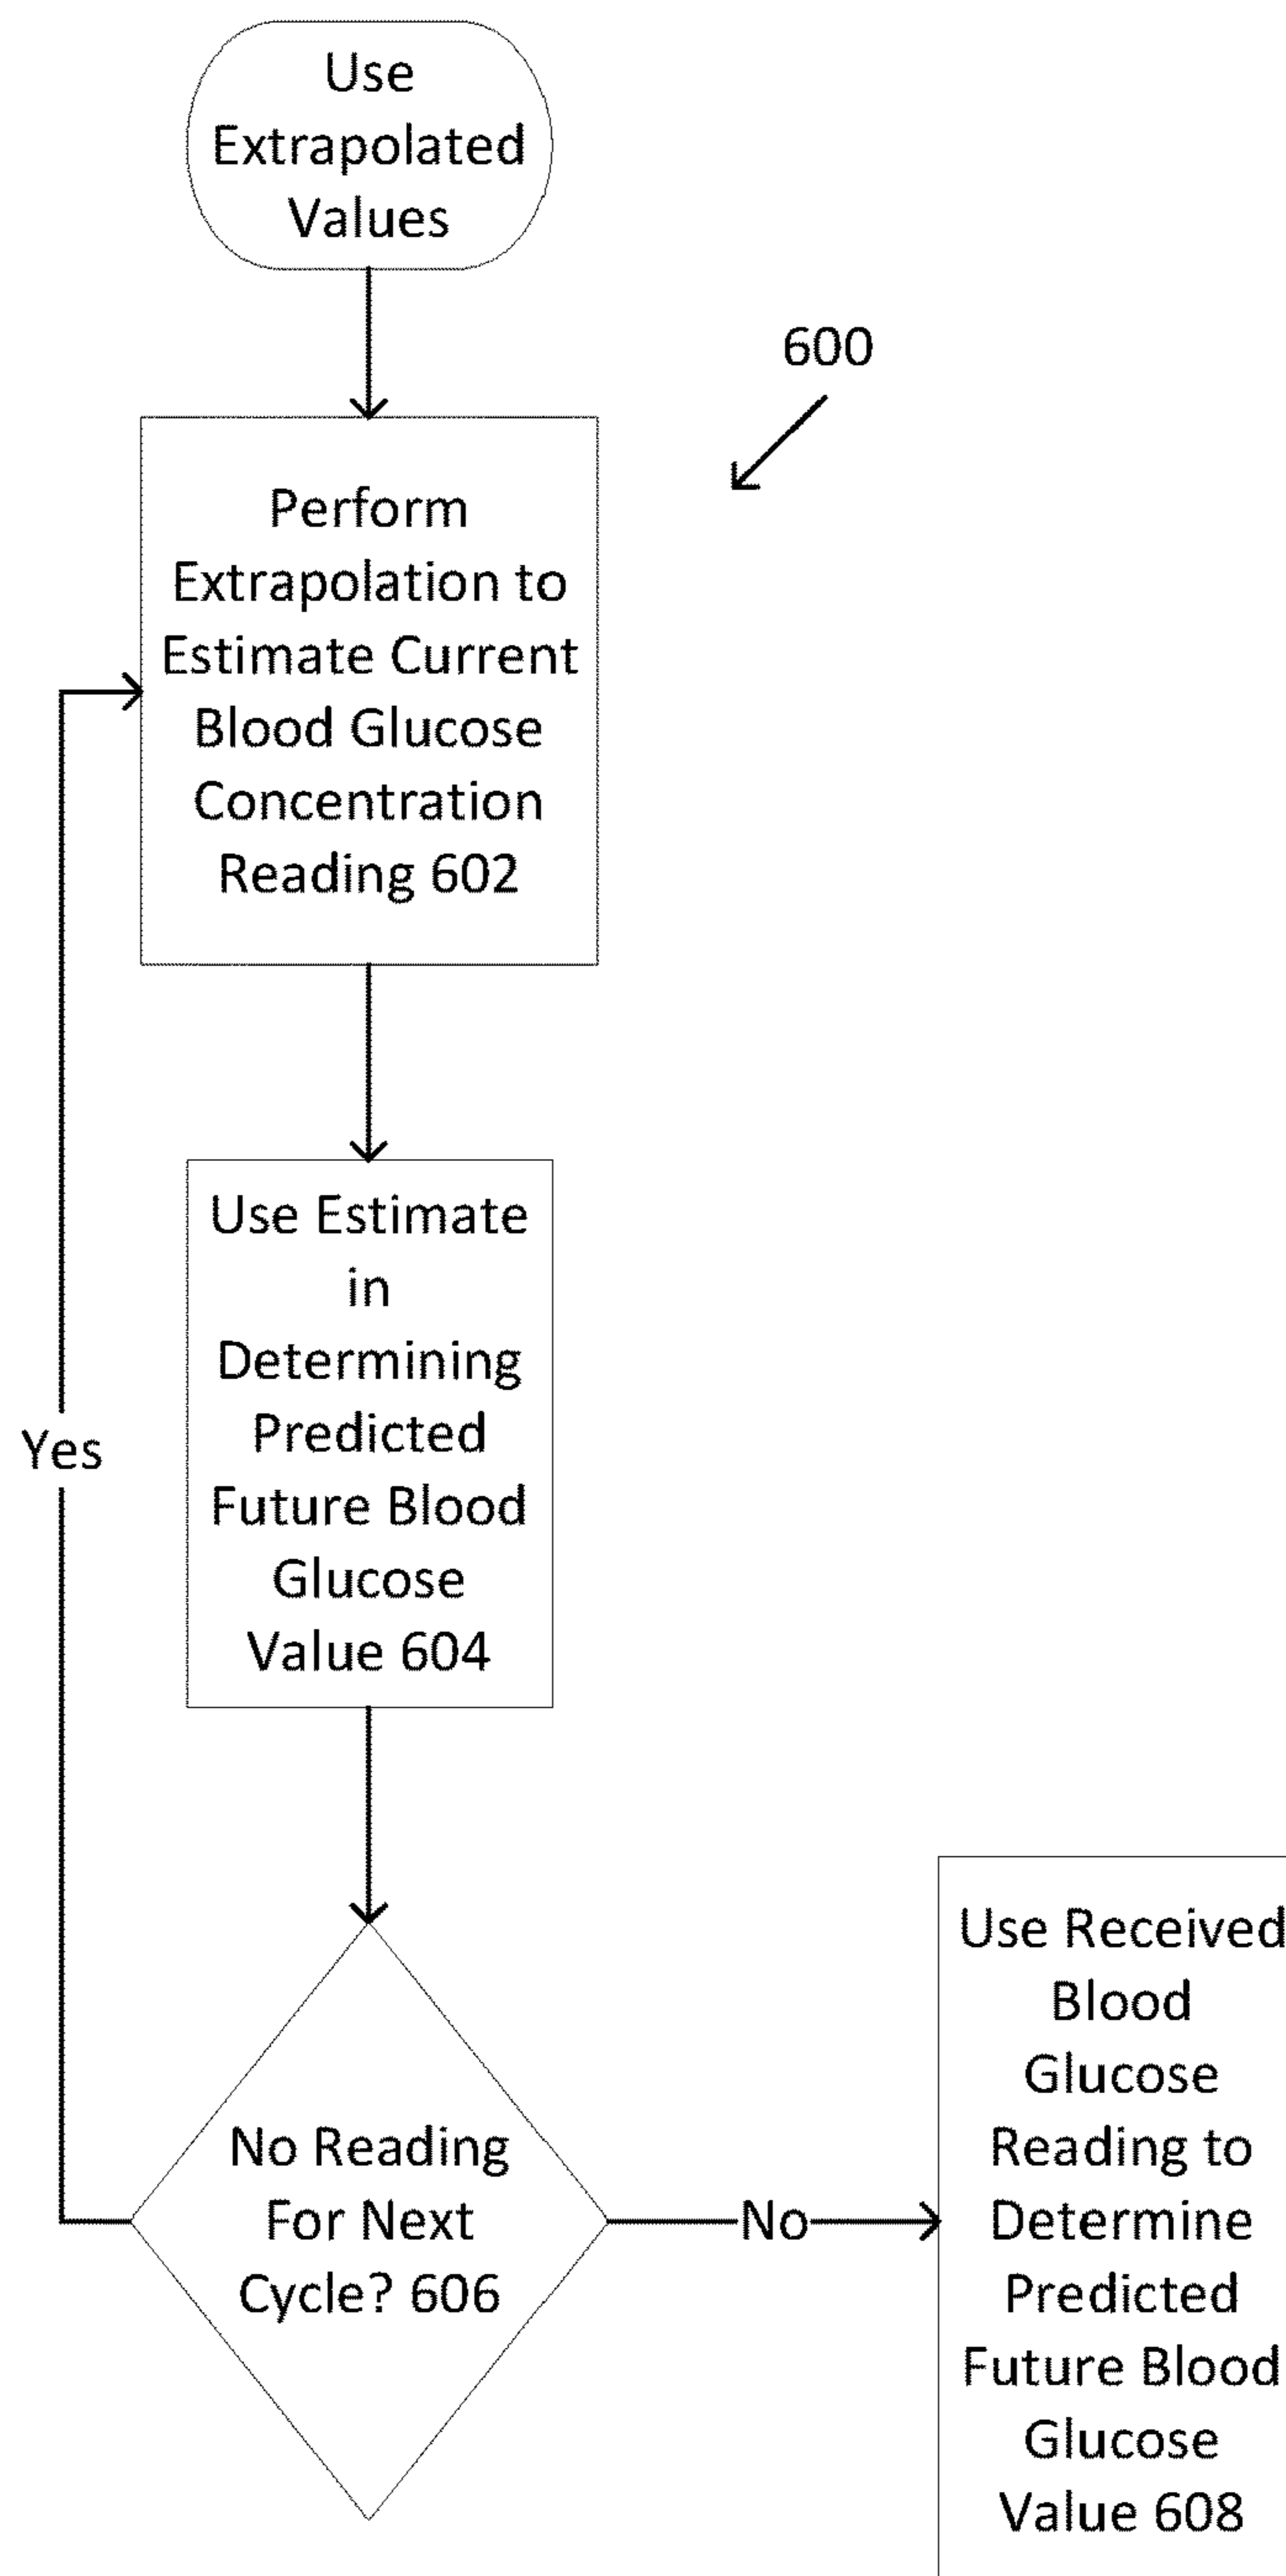 Use
Extrapolated
Values
600
Perform
Extrapolation to
Estimate Current
Blood Glucose
Concentration
Reading 602
Use Estimate
in
Determining
Predicted
Future Blood
Glucose
Value 604
Yes
No Reading
For Next
Cycle? 606
No
Use Received
Blood
Glucose
Reading to
Determine
Predicted
Future Blood
Glucose
Value 608